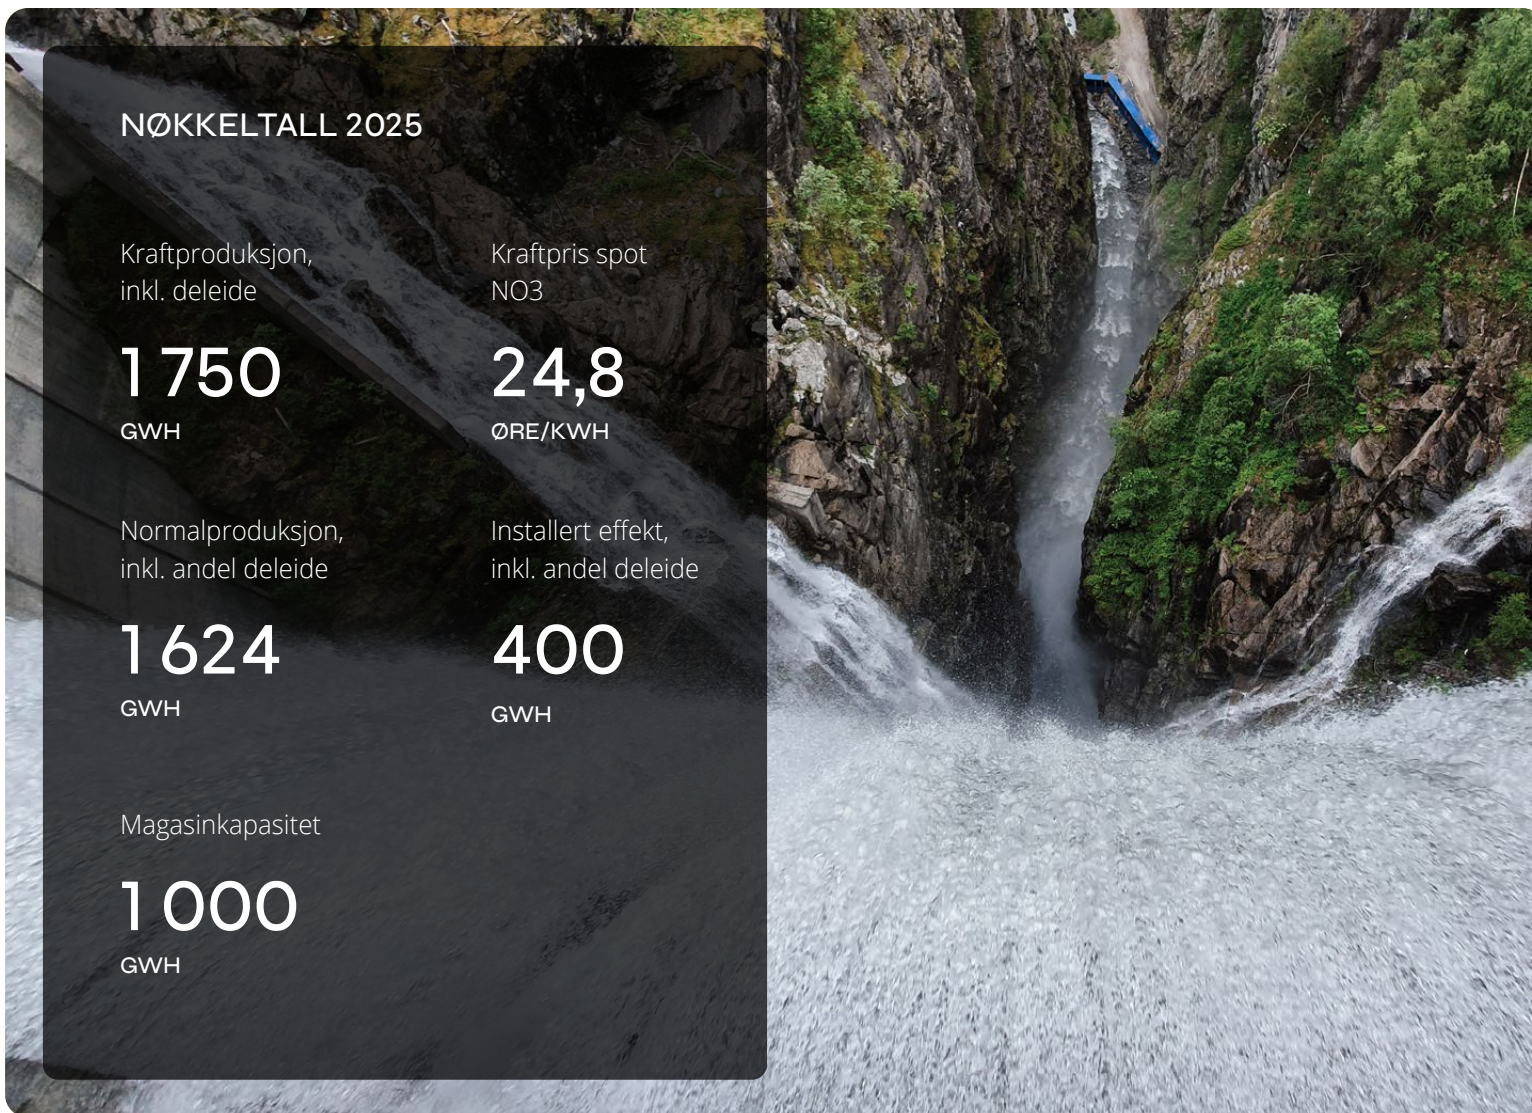 NØKKELTALL 2025
Kraftproduksjon,
inkl. deleide
1 750
GWH
Kraftpris spot
NO3
24,8
ØRE/KWH
Normalproduksjon,
inkl. andel deleide
1 624
GWH
Installert effekt,
inkl. andel deleide
400
GWH
Magasinkapasitet
1 000
GWH